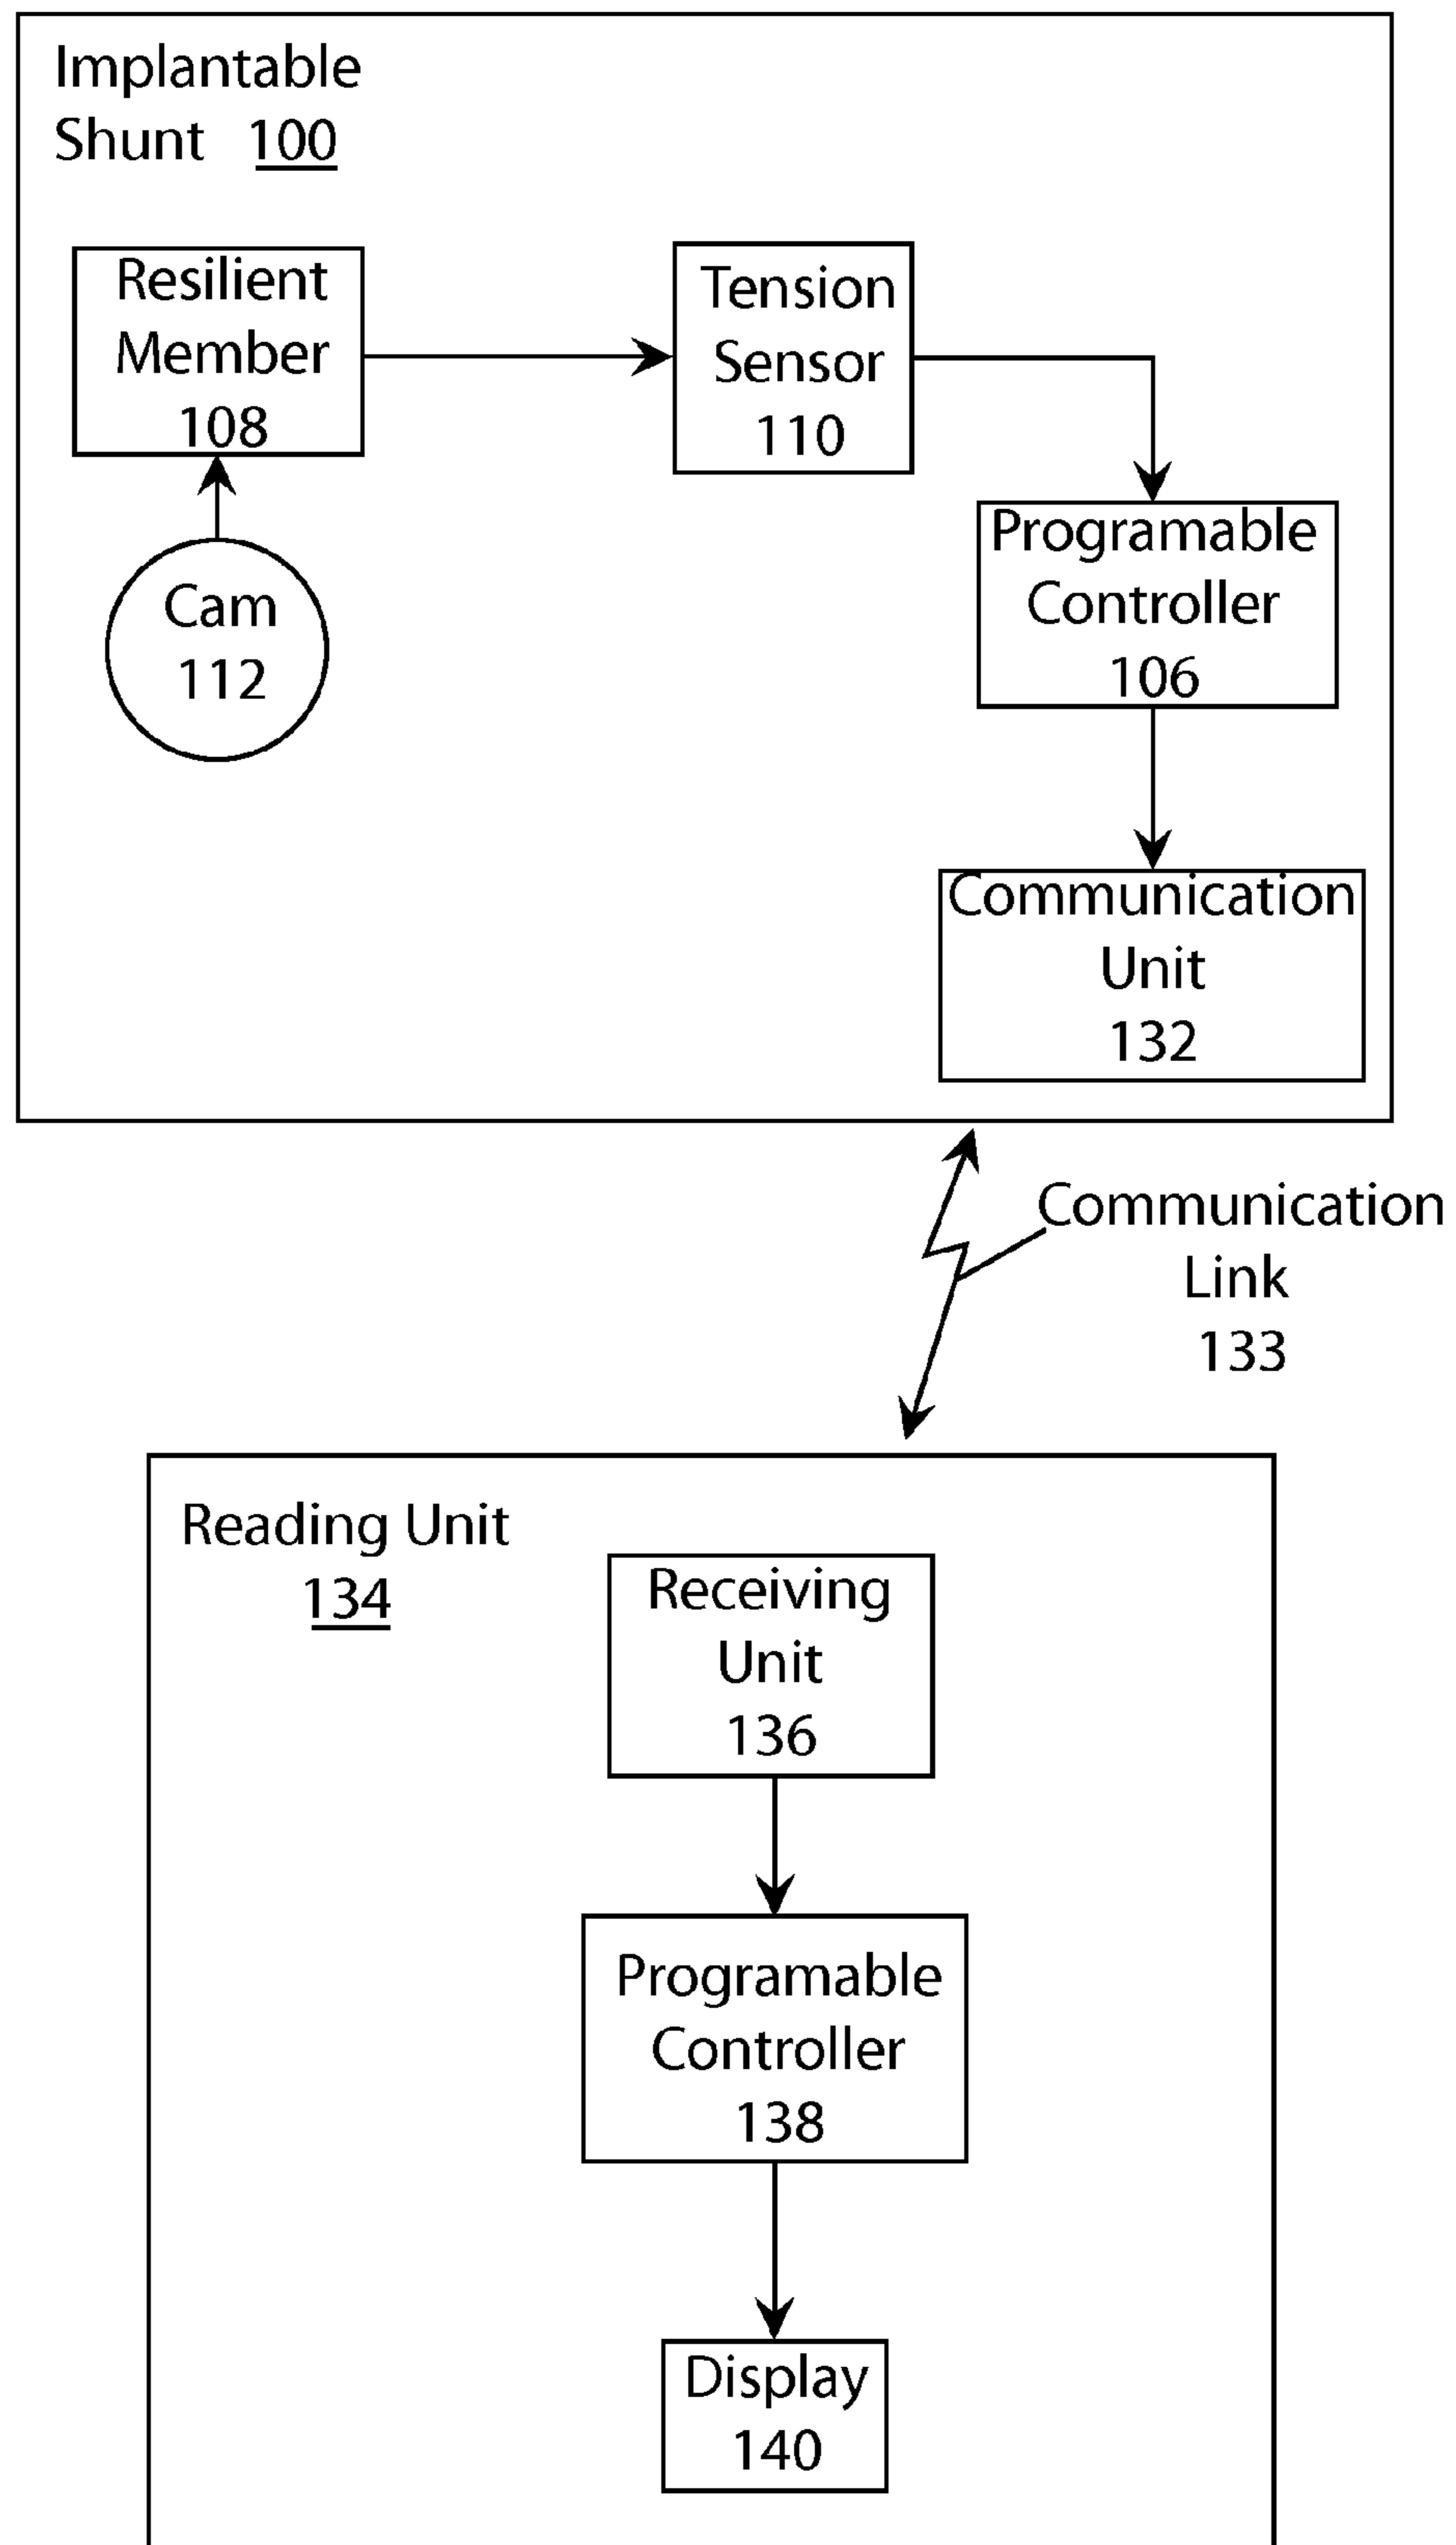 Implantable
Shunt 100
Resilient
Member
108
Tension
Sensor
110
Cam
112
Programable
Controller
106
Communication
Unit
132
Communication
Link
133
Reading Unit
134
Receiving
Unit
136
Programable
Controller
138
Display
140